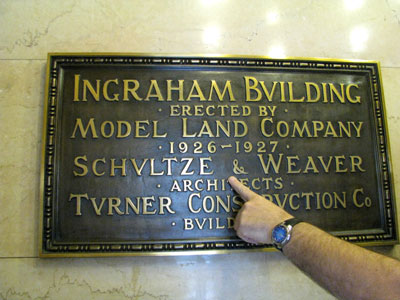 INGRAHAM BVILDING
· ERECTED BY ·
MODEL LAND COMPANY
· 1926–1927 ·
SCHVLTZE & WEAVER
· ARCHITECTS ·
TVRNER CONSTRVCTION CO